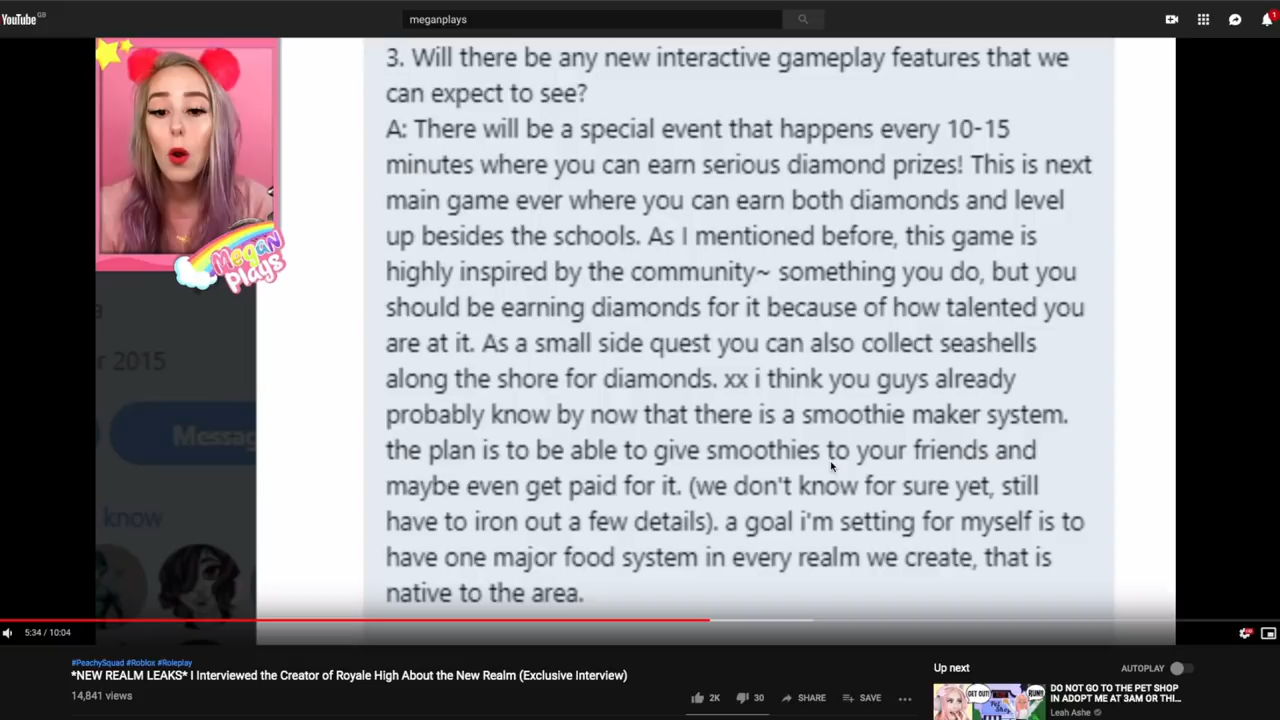 YouTube GB
meganplays
1
3. Will there be any new interactive gameplay features that we
can expect to see?
A: There will be a special event that happens every 10-15
minutes where you can earn serious diamond prizes! This is next
main game ever where you can earn both diamonds and level
up besides the schools. As I mentioned before, this game is
highly inspired by the community~ something you do, but you
should be earning diamonds for it because of how talented you
are at it. As a small side quest you can also collect seashells
along the shore for diamonds. xx i think you guys already
probably know by now that there is a smoothie maker system.
the plan is to be able to give smoothies to your friends and
maybe even get paid for it. (we don't know for sure yet, still
have to iron out a few details). a goal i'm setting for myself is to
have one major food system in every realm we create, that is
native to the area.
Megan
Plays
r 2015
Messag
know
5:34 / 10:04
#PeachySquad #Roblox #Roleplay
*NEW REALM LEAKS* I Interviewed the Creator of Royale High About the New Realm (Exclusive Interview)
14,841 views
2K
30
SHARE
SAVE
Up next
AUTOPLAY
GET OUT!
RUN!!
DO NOT GO TO THE PET SHOP
IN ADOPT ME AT 3AM OR THI...
Leah Ashe